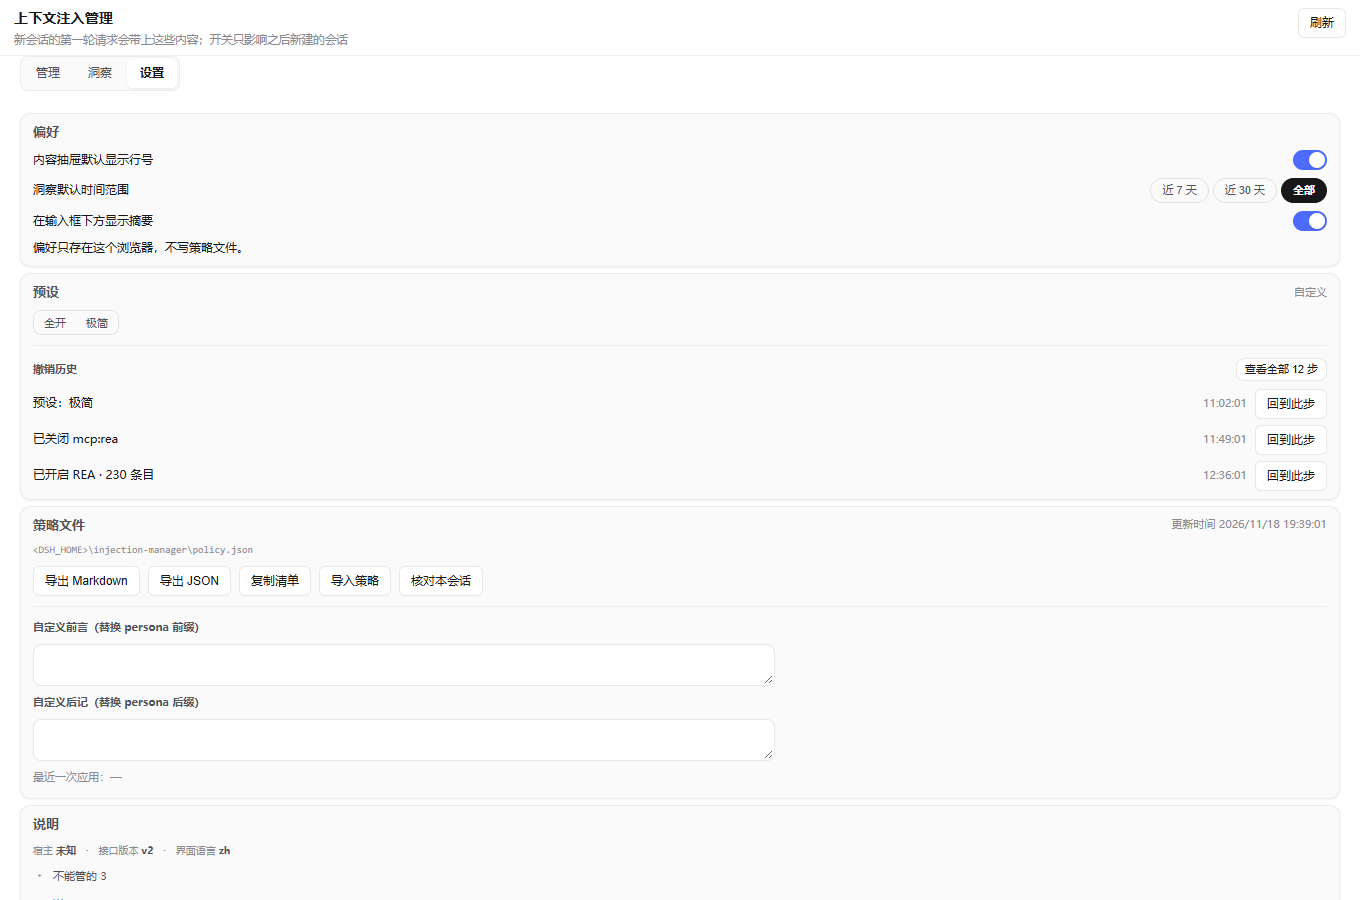 上下文注入管理
刷新
新会话的第一轮请求会带上这些内容；开关只影响之后新建的会话
管理 洞察 设置
偏好
内容抽屉默认显示行号
洞察默认时间范围 近 7 天 近 30 天 全部
在输入框下方显示摘要
偏好只存在这个浏览器，不写策略文件。
预设 自定义
全开 极简
撤销历史 查看全部 12 步
预设：极简 11:02:01 回到此步
已关闭 mcp:rea 11:49:01 回到此步
已开启 REA · 230 条目 12:36:01 回到此步
策略文件 更新时间 2026/11/18 19:39:01
<DSH_HOME>\injection-manager\policy.json
导出 Markdown 导出 JSON 复制清单 导入策略 核对本会话
自定义前言（替换 persona 前缀）
自定义后记（替换 persona 后缀）
最近一次应用：—
说明
宿主 未知 · 接口版本 v2 · 界面语言 zh
不能管的 3